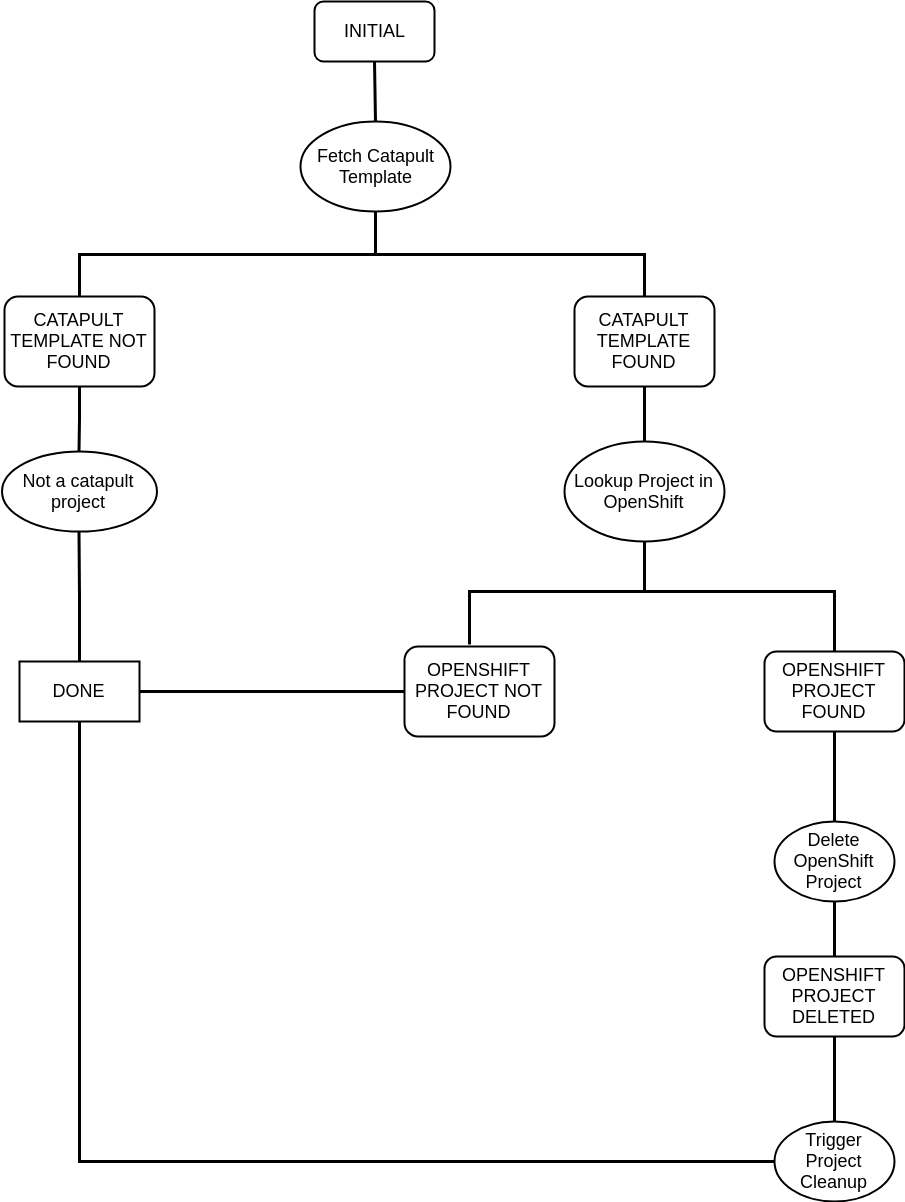 INITIAL
Fetch Catapult
Template
CATAPULT
TEMPLATE NOT
FOUND
CATAPULT
TEMPLATE
FOUND
Not a catapult
project
Lookup Project in
OpenShift
DONE
OPENSHIFT
PROJECT NOT
FOUND
OPENSHIFT
PROJECT
FOUND
Delete
OpenShift
Project
OPENSHIFT
PROJECT
DELETED
Trigger
Project
Cleanup